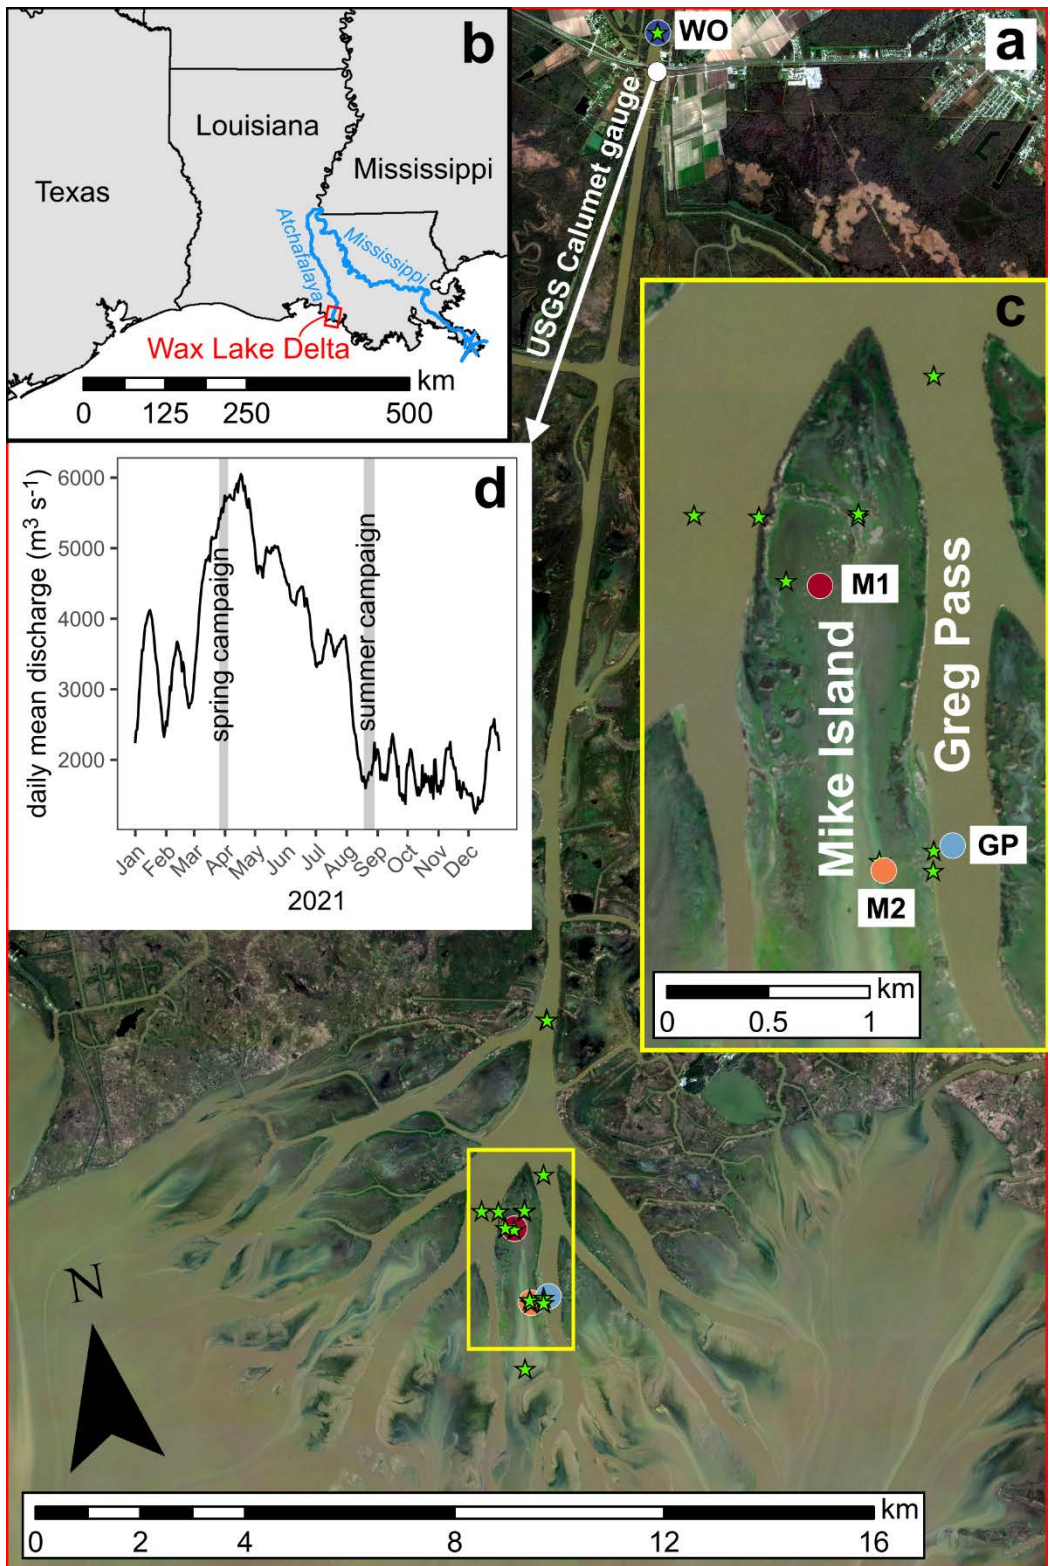 b
Louisiana
Mississippi
Texas
Atchafalaya
Mississippi
Wax Lake Delta
km
0 125 250 500
WO
a
USGS Calumet gauge
c
M1
Mike Island
Greg Pass
GP
M2
km
0 0.5 1
d
daily mean discharge (m³ s⁻¹)
6000
5000
4000
3000
2000
spring campaign
summer campaign
Jan Feb Mar Apr May Jun Jul Aug Sep Oct Nov Dec
2021
N
km
0 2 4 8 12 16